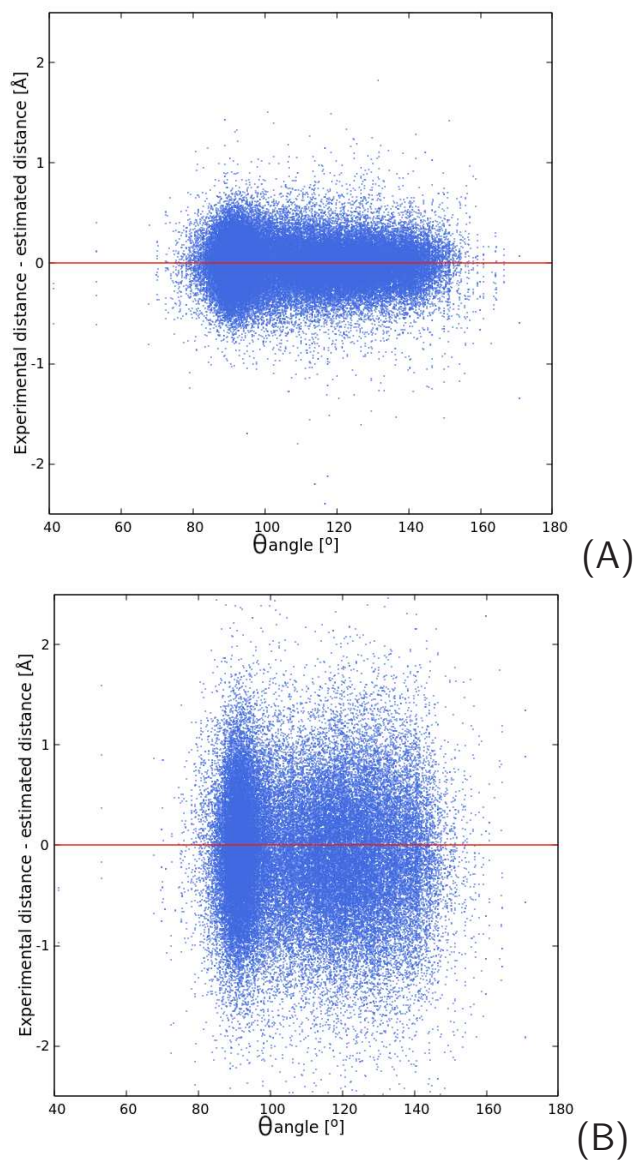 2
1
0
-1
-2
Experimental distance - estimated distance [Å]
40 60 80 100 120 140 160 180
θangle [º]
(A)
2
1
0
-1
-2
Experimental distance - estimated distance [Å]
40 60 80 100 120 140 160 180
θangle [º]
(B)